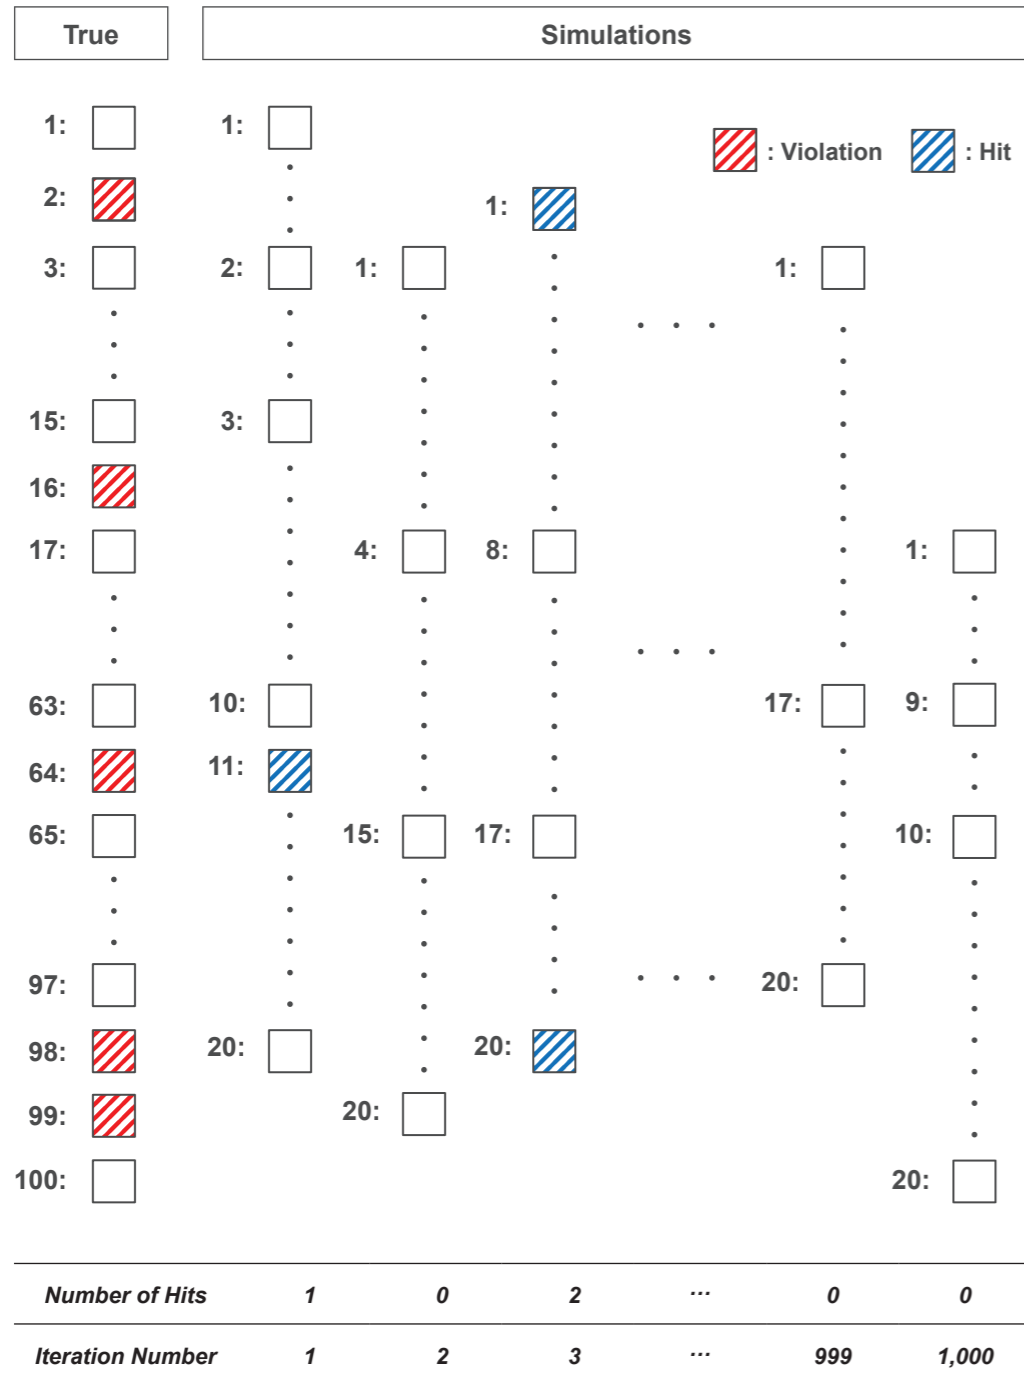 True Simulations
1: 1:
: Violation : Hit
2: 1:
3: 2: 1: 1:
15: 3:
16:
17: 4: 8: 1:
63: 10: 17: 9:
64: 11:
65: 15: 17: 10:
97: 20:
98: 20: 20:
99: 20:
100: 20:
Number of Hits 1 0 2 ... 0 0
Iteration Number 1 2 3 ... 999 1,000